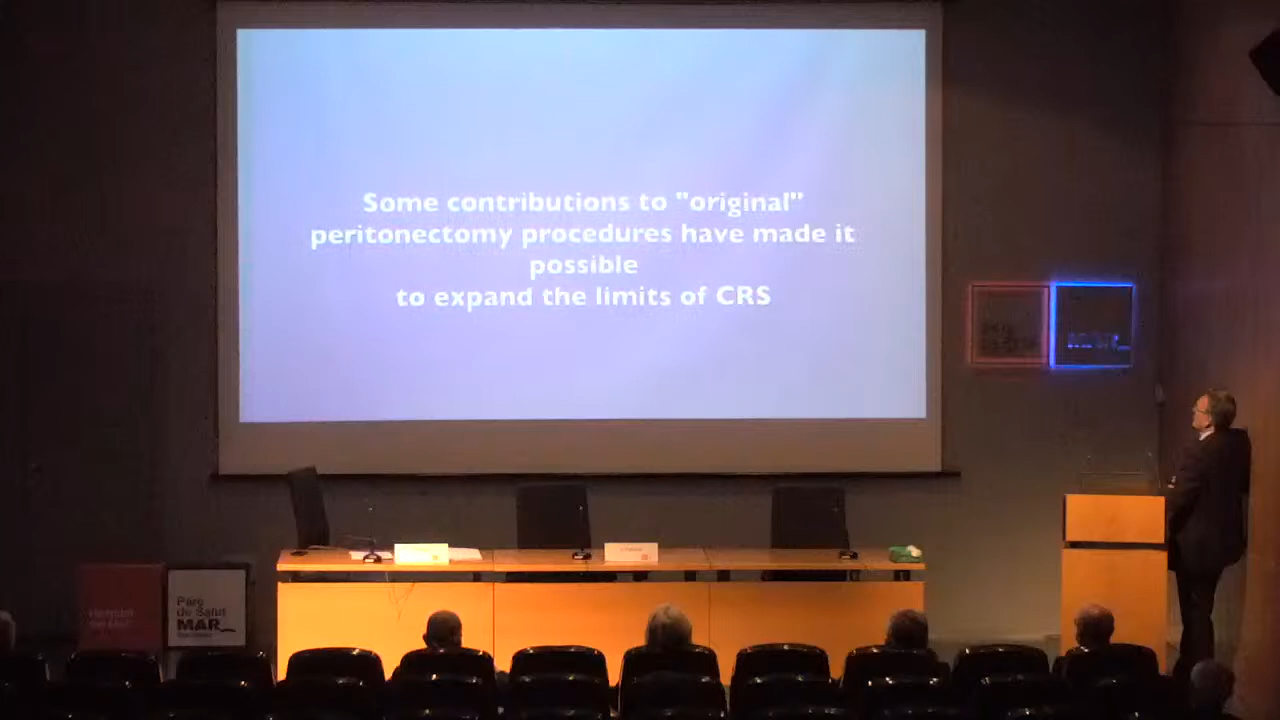 Some contributions to "original"
peritonectomy procedures have made it
possible
to expand the limits of CRS
Parc
de Salut
MAR